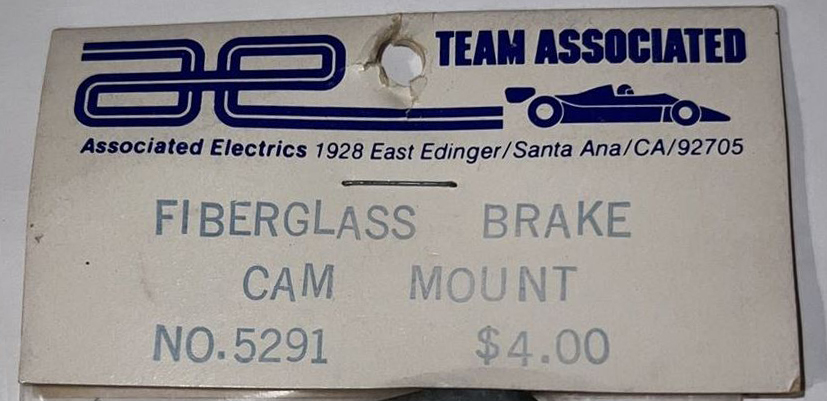 ae TEAM ASSOCIATED
Associated Electrics 1928 East Edinger/Santa Ana/CA/92705
FIBERGLASS BRAKE
CAM MOUNT
NO.5291 $4.00